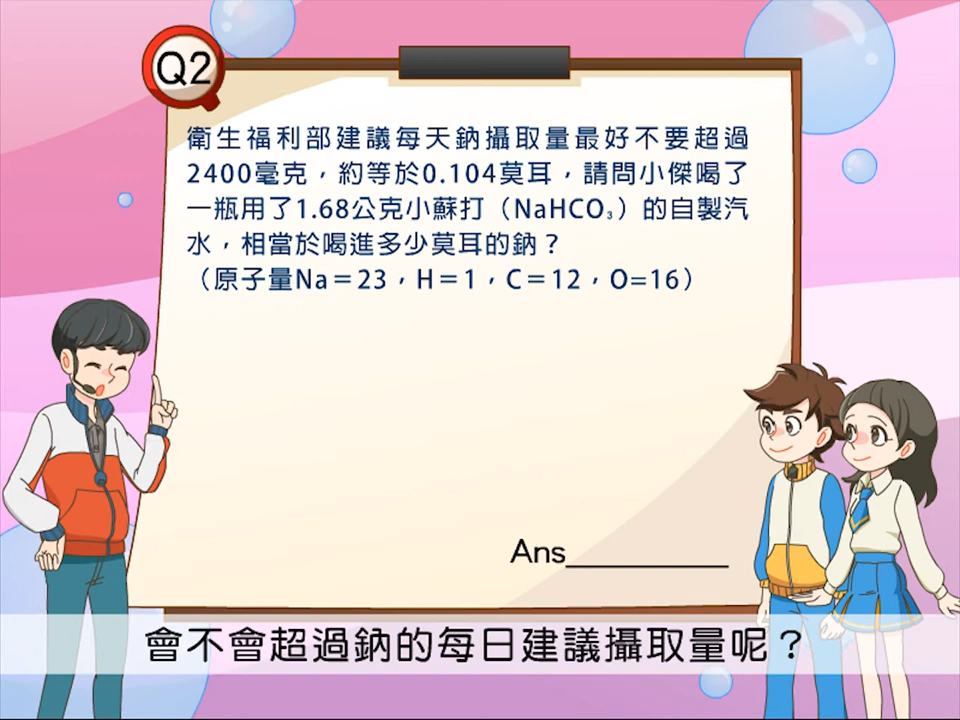 Q2
衛生福利部建議每天鈉攝取量最好不要超過
2400毫克，約等於0.104莫耳，請問小傑喝了
一瓶用了1.68公克小蘇打（NaHCO₃）的自製汽
水，相當於喝進多少莫耳的鈉？
（原子量Na＝23，H＝1，C＝12，O=16）
Ans__________
會不會超過鈉的每日建議攝取量呢？